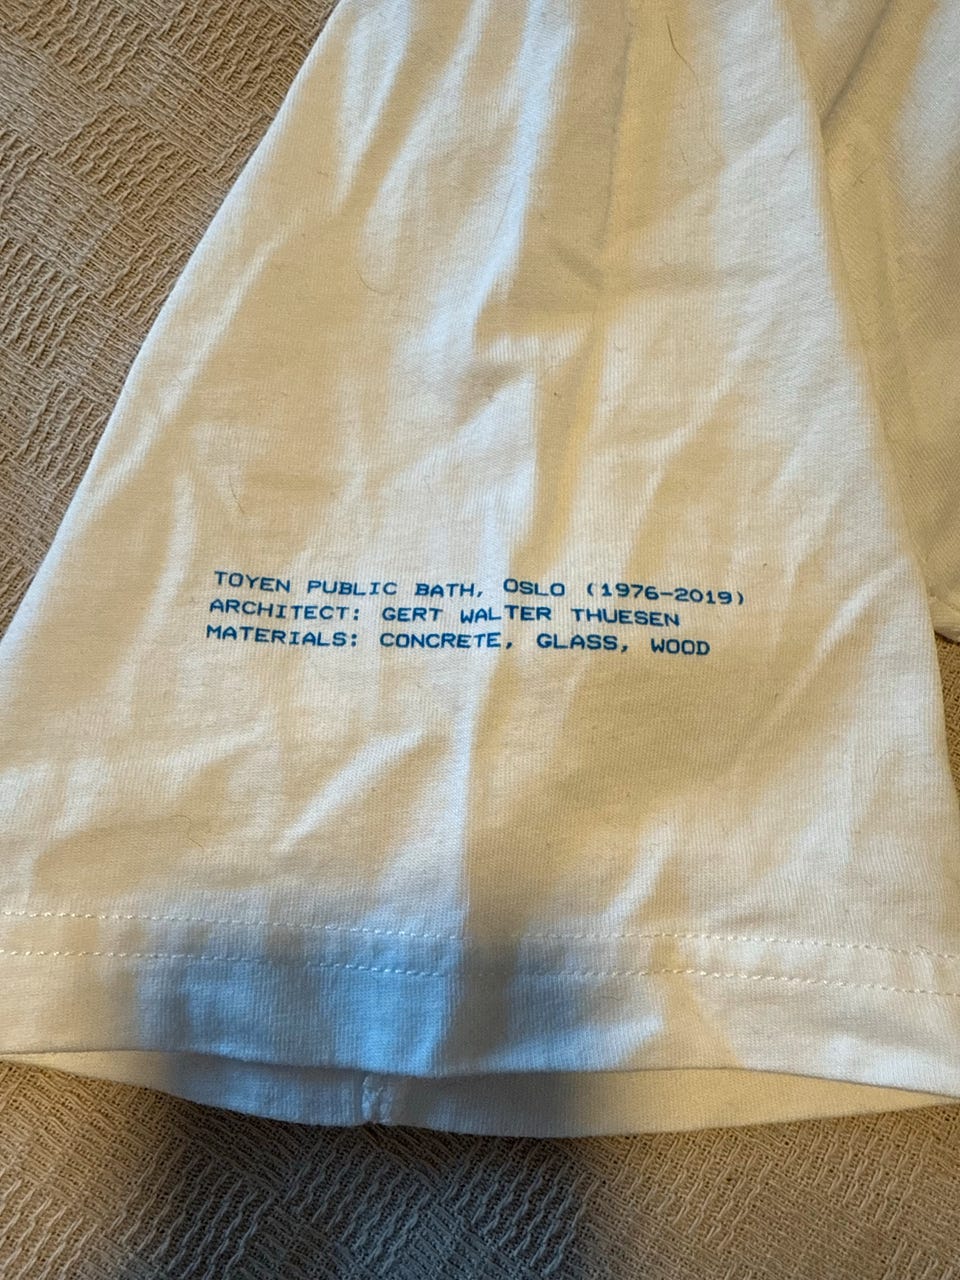 TOYEN PUBLIC BATH, OSLO (1976-2019)
ARCHITECT: GERT WALTER THUESEN
MATERIALS: CONCRETE, GLASS, WOOD